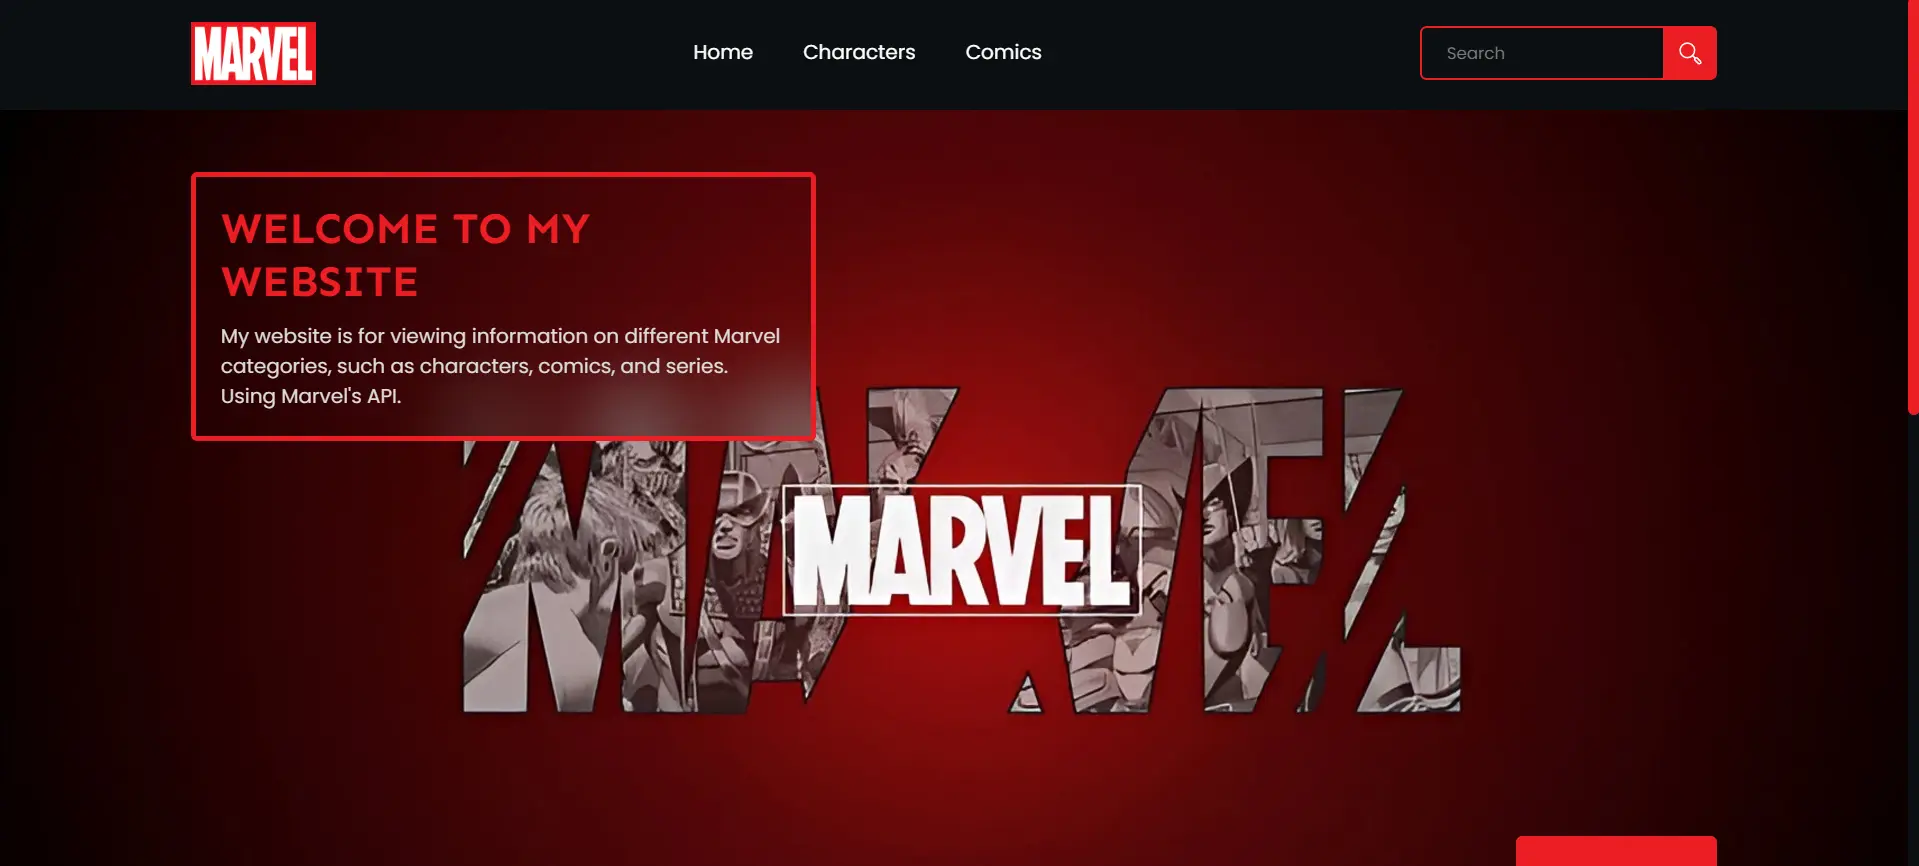 MARVEL
Home
Characters
Comics
Search
WELCOME TO MY
WEBSITE
My website is for viewing information on different Marvel
categories, such as characters, comics, and series.
Using Marvel's API.
MARVEL
MARVEL